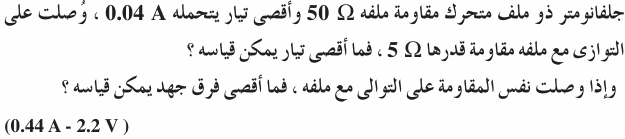 جلفانومتر ذو ملف متحرك مقاومة ملفه 50 Ω وأقصى تيار يتحمله 0.04 A ، وُصلت على
التوازى مع ملفه مقاومة قدرها 5 Ω ، فما أقصى تيار يمكن قياسه ؟
وإذا وصلت نفس المقاومة على التوالى مع ملفه ، فما أقصى فرق جهد يمكن قياسه ؟
(0.44 A - 2.2 V )